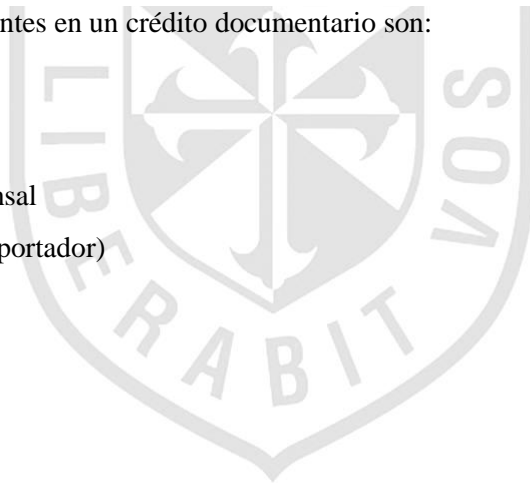 ntes en un crédito documentario son:
nsal
portador)
LIBERABIT VOS